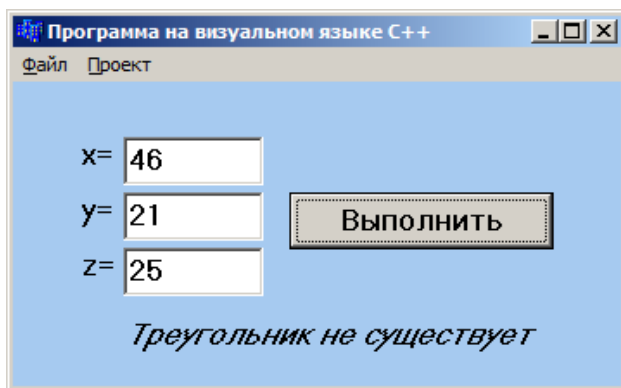 Программа на визуальном языке C++
Файл Проект
x= 46
y= 21
Выполнить
z= 25
Треугольник не существует